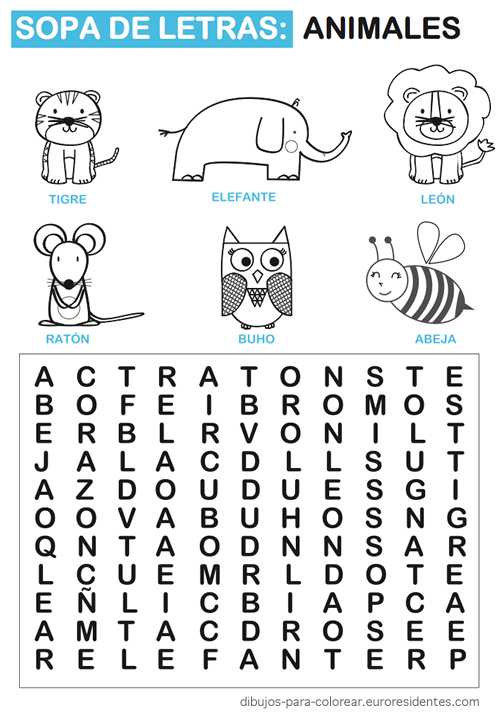 SOPA DE LETRAS: ANIMALES
TIGRE ELEFANTE LEÓN
RATÓN BUHO ABEJA
A C T R A T O N S T E
B O F E I B R O M O S
E R B L R V O N I L T
J A L A C D L L S U T
A Z D O U D U E S G I
O O V A B U H O S N G
Q N T A O D N N S A R
L C U E M R L D O T E
E Ñ L I C B I A P C A
A M T A C D R O S E E
R E L E F A N T E R P
dibujos-para-colorear.euroresidentes.com